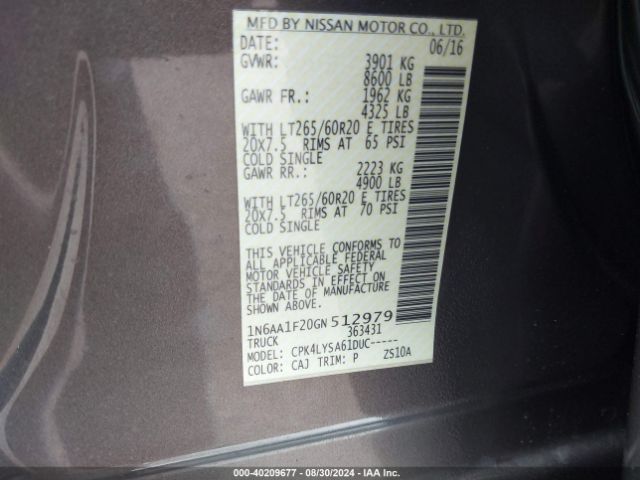 MFD BY NISSAN MOTOR CO., LTD.
DATE: 06/16
GVWR: 3901 KG
8600 LB
GAWR FR.: 1962 KG
4325 LB
WITH LT265/60R20 E TIRES
20X7.5 RIMS AT 65 PSI
COLD SINGLE
GAWR RR.: 2223 KG
4900 LB
WITH LT265/60R20 E TIRES
20X7.5 RIMS AT 70 PSI
COLD SINGLE
THIS VEHICLE CONFORMS TO
ALL APPLICABLE FEDERAL
MOTOR VEHICLE SAFETY
STANDARDS IN EFFECT ON
THE DATE OF MANUFACTURE
SHOWN ABOVE.
1N6AA1F20GN512979
TRUCK 363431
MODEL: CPK4LYSA61DUC-----
COLOR: CAJ TRIM: P ZS10A
000-40209677 - 08/30/2024 - IAA Inc.